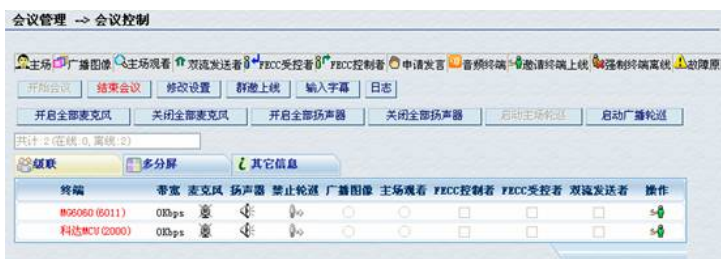 会议管理 --> 会议控制
主场 广播图像 主场观看 双流发送者 FECC受控者 FECC控制者 申请发言 音频终端 邀请终端上线 强制终端离线 故障原
开始会议 结束会议 修改设置 群邀上线 输入字幕 日志
开启全部麦克风 关闭全部麦克风 开启全部扬声器 关闭全部扬声器 启动主场轮巡 启动广播轮巡
共计:2(在线:0,离线:2)
级联 多分屏 其它信息
终端 带宽 麦克风 扬声器 禁止轮巡 广播图像 主场观看 FECC控制者 FECC受控者 双流发送者 操作
MG6060(6011) 0Kbps
科达MCU(2000) 0Kbps